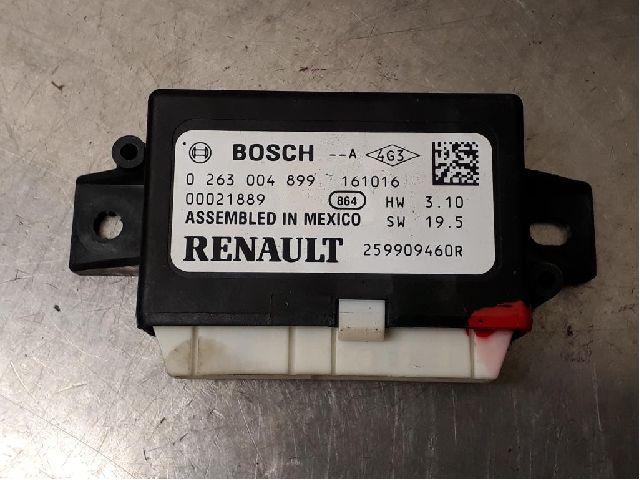 BOSCH --A 4G3
0 263 004 899 161016
00021889 864 HW 3.10
ASSEMBLED IN MEXICO SW 19.5
RENAULT 259909460R